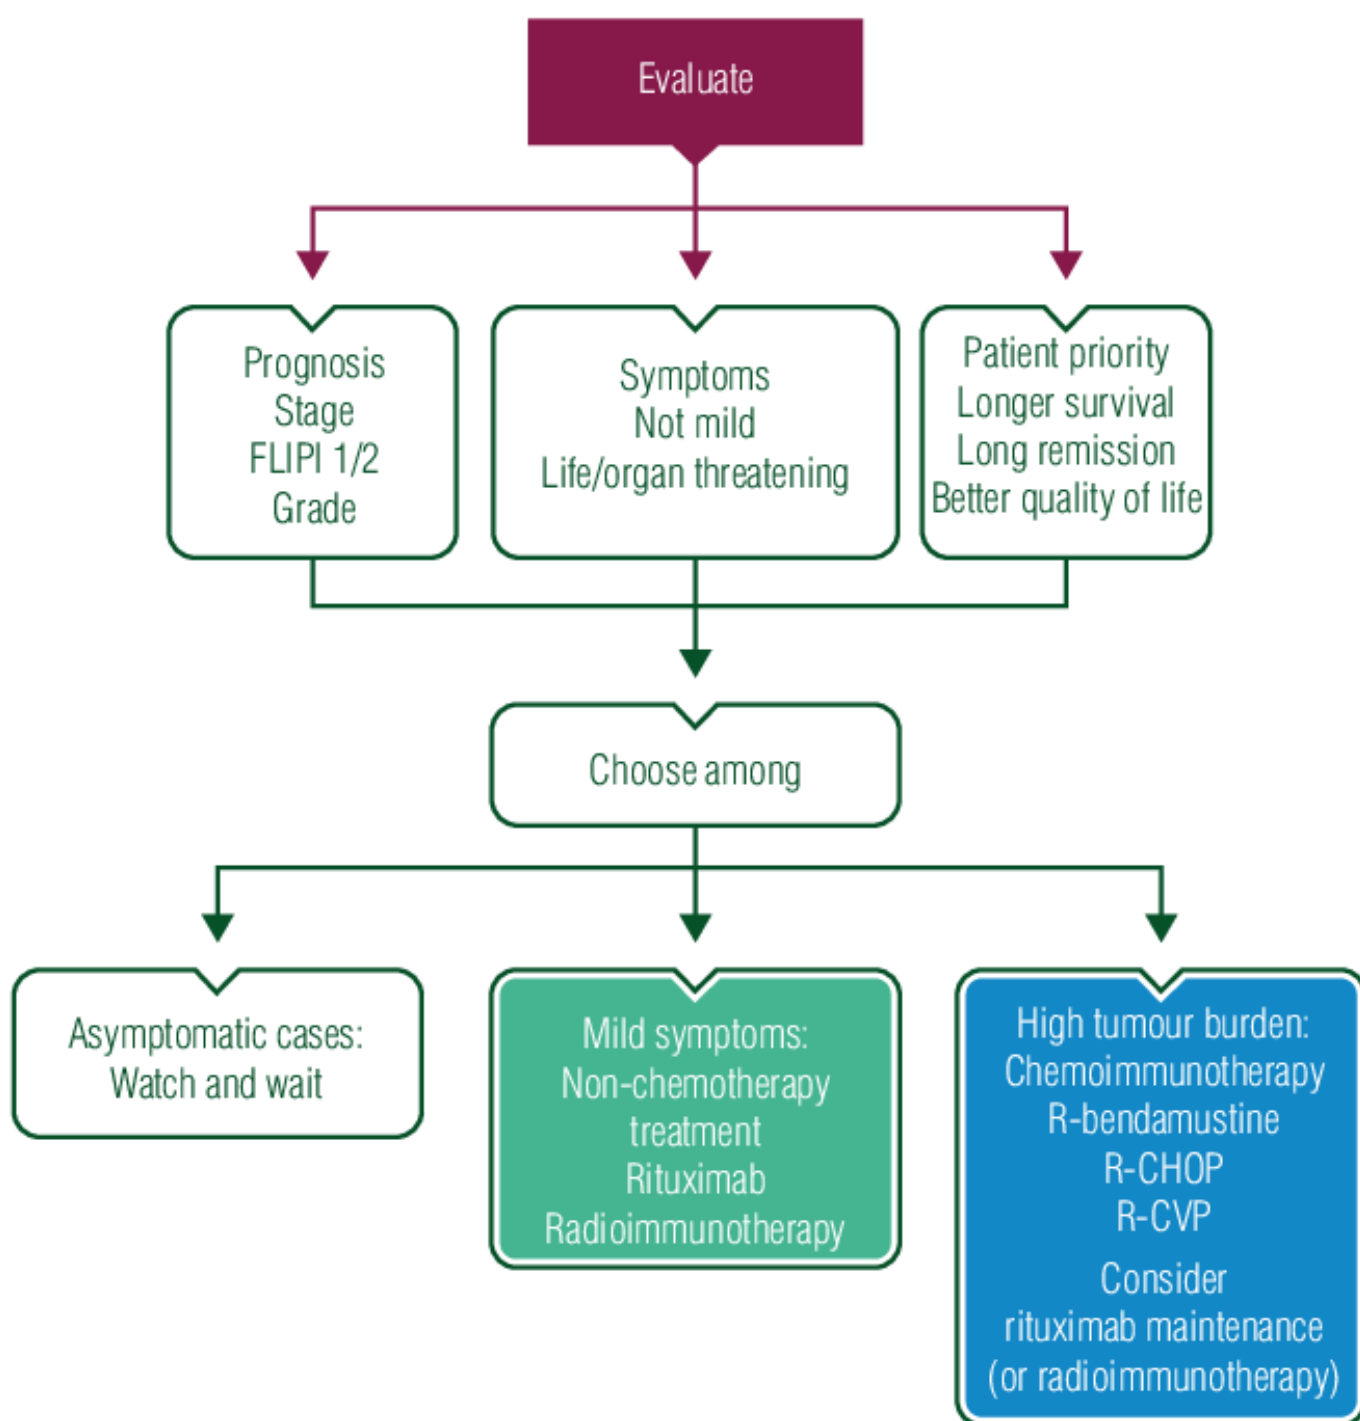 Evaluate
Prognosis
Stage
FLIPI 1/2
Grade
Symptoms
Not mild
Life/organ threatening
Patient priority
Longer survival
Long remission
Better quality of life
Choose among
Asymptomatic cases:
Watch and wait
Mild symptoms:
Non-chemotherapy
treatment
Rituximab
Radioimmunotherapy
High tumour burden:
Chemoimmunotherapy
R-bendamustine
R-CHOP
R-CVP
Consider
rituximab maintenance
(or radioimmunotherapy)